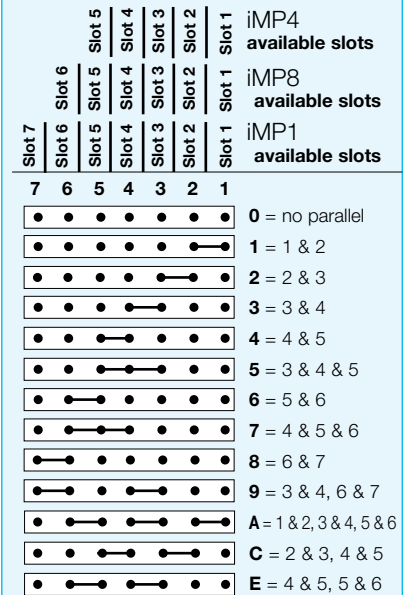 Slot 5 Slot 4 Slot 3 Slot 2 Slot 1 iMP4
available slots
Slot 6 Slot 5 Slot 4 Slot 3 Slot 2 Slot 1 iMP8
available slots
Slot 7 Slot 6 Slot 5 Slot 4 Slot 3 Slot 2 Slot 1 iMP1
available slots
7 6 5 4 3 2 1
0 = no parallel
1 = 1 & 2
2 = 2 & 3
3 = 3 & 4
4 = 4 & 5
5 = 3 & 4 & 5
6 = 5 & 6
7 = 4 & 5 & 6
8 = 6 & 7
9 = 3 & 4, 6 & 7
A = 1 & 2, 3 & 4, 5 & 6
C = 2 & 3, 4 & 5
E = 4 & 5, 5 & 6